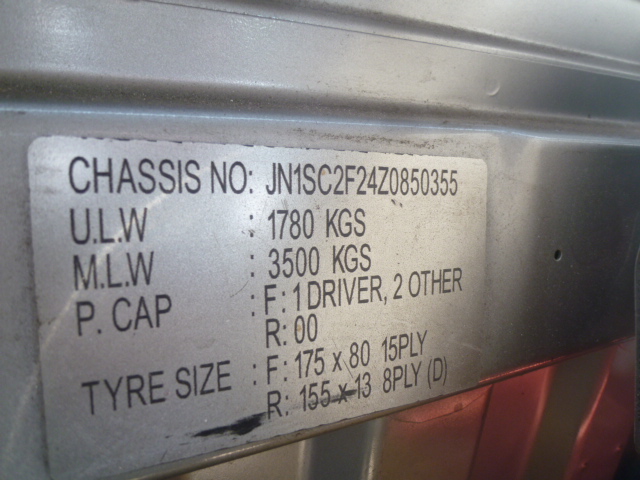 CHASSIS NO: JN1SC2F24Z0850355
U.L.W : 1780 KGS
M.L.W : 3500 KGS
P. CAP : F: 1 DRIVER, 2 OTHER
R: 00
TYRE SIZE : F: 175 x 80 15PLY
R: 155 x 13 8PLY (D)